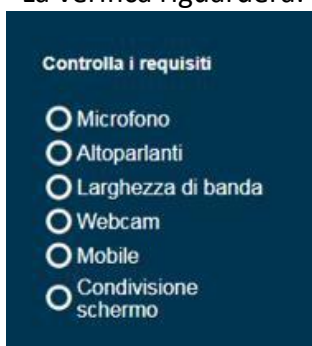 La verifica riguarderà:
Controlla i requisiti
Microfono
Altoparlanti
Larghezza di banda
Webcam
Mobile
Condivisione
schermo